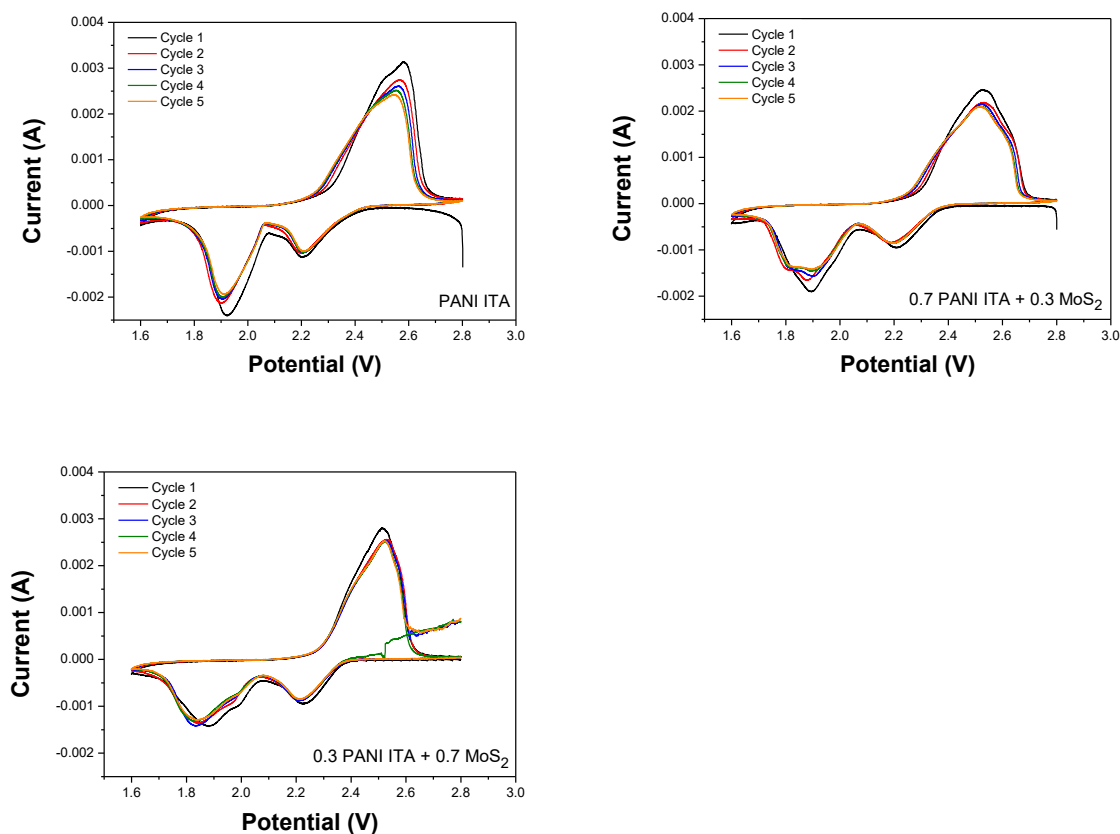 0.004
0.003
0.002
0.001
0.000
-0.001
-0.002
Current (A)
Cycle 1
Cycle 2
Cycle 3
Cycle 4
Cycle 5
PANI ITA
1.6 1.8 2.0 2.2 2.4 2.6 2.8 3.0
Potential (V)
0.004
0.003
0.002
0.001
0.000
-0.001
-0.002
Current (A)
Cycle 1
Cycle 2
Cycle 3
Cycle 4
Cycle 5
0.7 PANI ITA + 0.3 MoS₂
1.6 1.8 2.0 2.2 2.4 2.6 2.8 3.0
Potential (V)
0.004
0.003
0.002
0.001
0.000
-0.001
-0.002
Current (A)
Cycle 1
Cycle 2
Cycle 3
Cycle 4
Cycle 5
0.3 PANI ITA + 0.7 MoS₂
1.6 1.8 2.0 2.2 2.4 2.6 2.8 3.0
Potential (V)